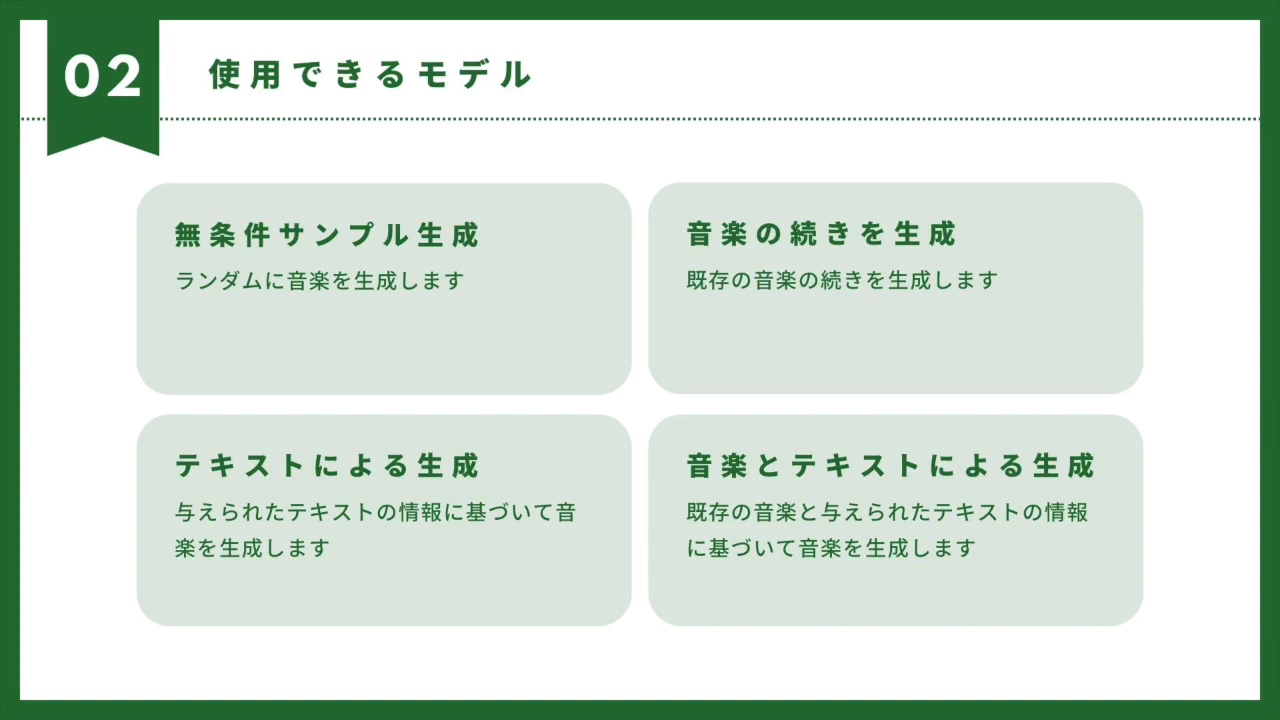 02
使用できるモデル
無条件サンプル生成
ランダムに音楽を生成します
音楽の続きを生成
既存の音楽の続きを生成します
テキストによる生成
与えられたテキストの情報に基づいて音
楽を生成します
音楽とテキストによる生成
既存の音楽と与えられたテキストの情報
に基づいて音楽を生成します